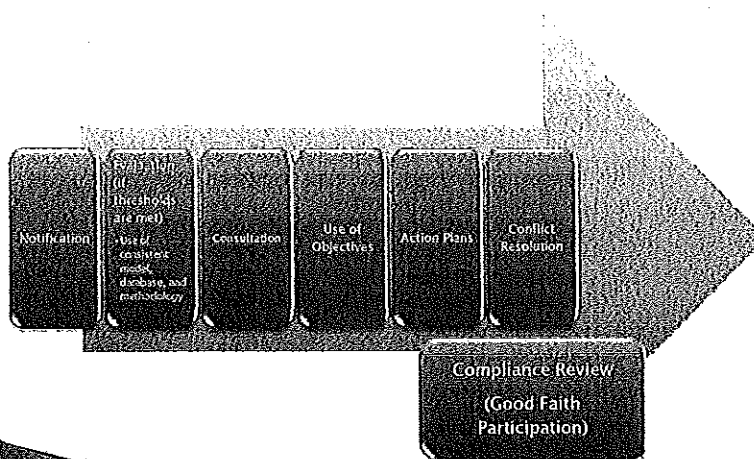 Notification
(if
thresholds
are met)
• Use of
consistent
model,
database, and
methodology
Consultation
Use of
Objectives
Action Plans
Conflict
Resolution
Compliance Review
(Good Faith
Participation)